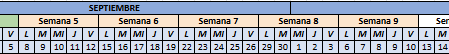 SEPTIEMBRE
Semana 5 Semana 6 Semana 7 Semana 8 Semana 9 Sem
V L M MI J V L M MI J V L M MI J V L M MI J V L M MI J V L M
5 8 9 10 11 12 15 16 17 18 19 22 23 24 25 26 29 30 1 2 3 6 7 8 9 10 13 14